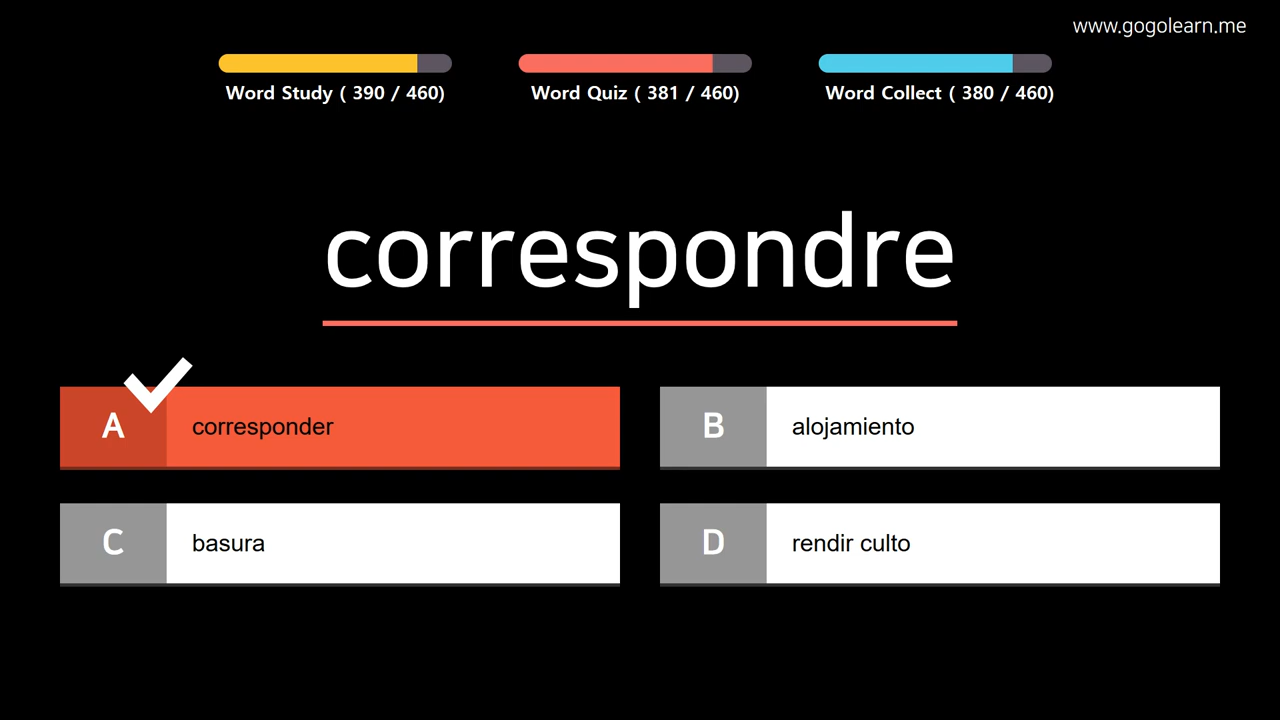 www.gogolearn.me
Word Study ( 390 / 460)
Word Quiz ( 381 / 460)
Word Collect ( 380 / 460)
correspondre
A corresponder
B alojamiento
C basura
D rendir culto